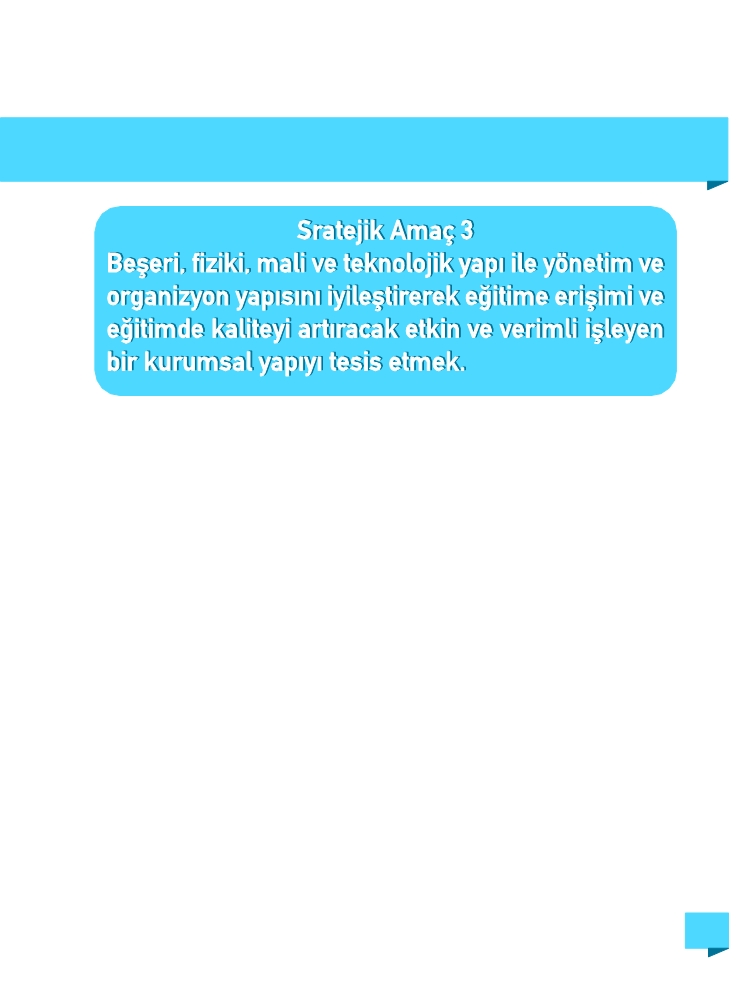 Sratejik Amaç 3
Beşeri, fiziki, mali ve teknolojik yapı ile yönetim ve
organizyon yapısını iyileştirerek eğitime erişimi ve
eğitimde kaliteyi artıracak etkin ve verimli işleyen
bir kurumsal yapıyı tesis etmek.